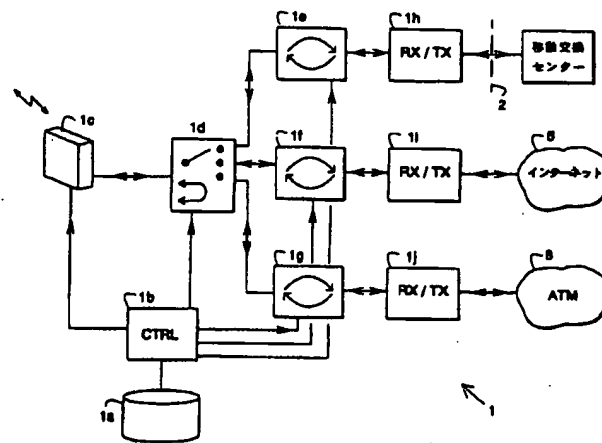 1e
1h
RX/TX
移動交換
センター
2
1c
1d
1f
1i
RX/TX
6
インターネット
1g
1j
RX/TX
8
ATM
1b
CTRL
1a
1